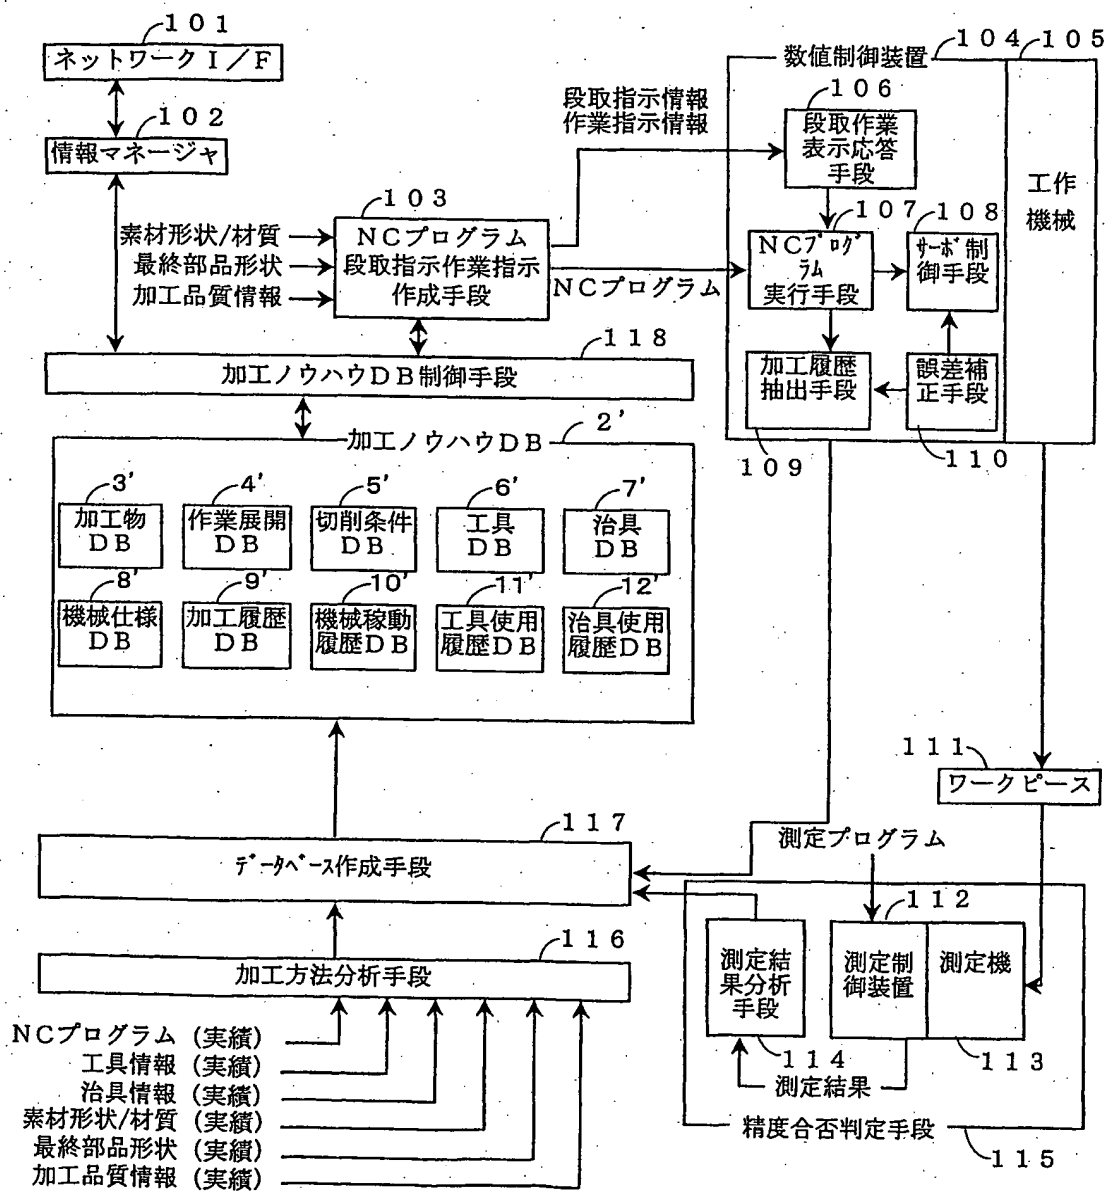 101
ネットワークI/F
102
情報マネージャ
103
素材形状/材質
最終部品形状
加工品質情報
NCプログラム
段取指示作業指示
作成手段
段取指示情報
作業指示情報
NCプログラム
104
105
数値制御装置
106
段取作業
表示応答
手段
107
NCプログ
ラム
実行手段
108
サーボ制
御手段
工作
機械
加工履歴
抽出手段
109
誤差補
正手段
110
118
加工ノウハウDB制御手段
2'
加工ノウハウDB
3'
加工物
DB
4'
作業展開
DB
5'
切削条件
DB
6'
工具
DB
7'
治具
DB
8'
機械仕様
DB
9'
加工履歴
DB
10'
機械稼動
履歴DB
11'
工具使用
履歴DB
12'
治具使用
履歴DB
111
ワークピース
117
データベース作成手段
測定プログラム
112
測定制
御装置
測定機
113
測定結
果分析
手段
114
測定結果
精度合否判定手段
115
116
加工方法分析手段
NCプログラム(実績)
工具情報(実績)
治具情報(実績)
素材形状/材質(実績)
最終部品形状(実績)
加工品質情報(実績)